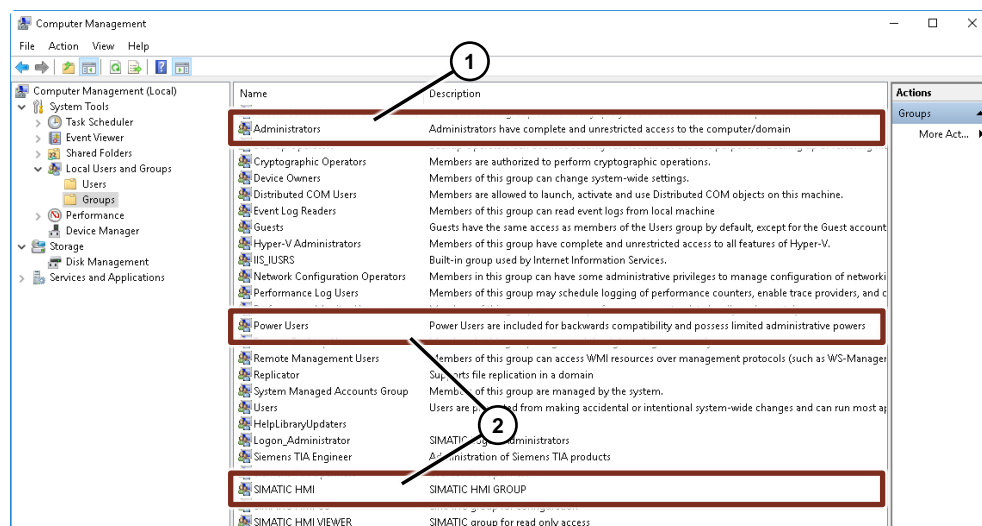 Computer Management
File Action View Help
1
Computer Management (Local)
System Tools
Task Scheduler
Event Viewer
Shared Folders
Local Users and Groups
Users
Groups
Performance
Device Manager
Storage
Disk Management
Services and Applications
Name Description
Administrators Administrators have complete and unrestricted access to the computer/domain
Cryptographic Operators Members are authorized to perform cryptographic operations.
Device Owners Members of this group can change system-wide settings.
Distributed COM Users Members are allowed to launch, activate and use Distributed COM objects on this machine.
Event Log Readers Members of this group can read event logs from local machine
Guests Guests have the same access as members of the Users group by default, except for the Guest account
Hyper-V Administrators Members of this group have complete and unrestricted access to all features of Hyper-V.
IIS_IUSRS Built-in group used by Internet Information Services.
Network Configuration Operators Members in this group can have some administrative privileges to manage configuration of networki
Performance Log Users Members of this group may schedule logging of performance counters, enable trace providers, and c
Power Users Power Users are included for backwards compatibility and possess limited administrative powers
Remote Management Users Members of this group can access WMI resources over management protocols (such as WS-Manager
Replicator Supports file replication in a domain
System Managed Accounts Group Members of this group are managed by the system.
Users Users are from making accidental or intentional system-wide changes and can run most ap
HelpLibraryUpdaters
Logon_Administrator SIMATIC dministrators
Siemens TIA Engineer Administration of Siemens TIA products
2
SIMATIC HMI SIMATIC HMI GROUP
SIMATIC HMI VIEWER SIMATIC group for read only access
Actions
Groups
More Act...